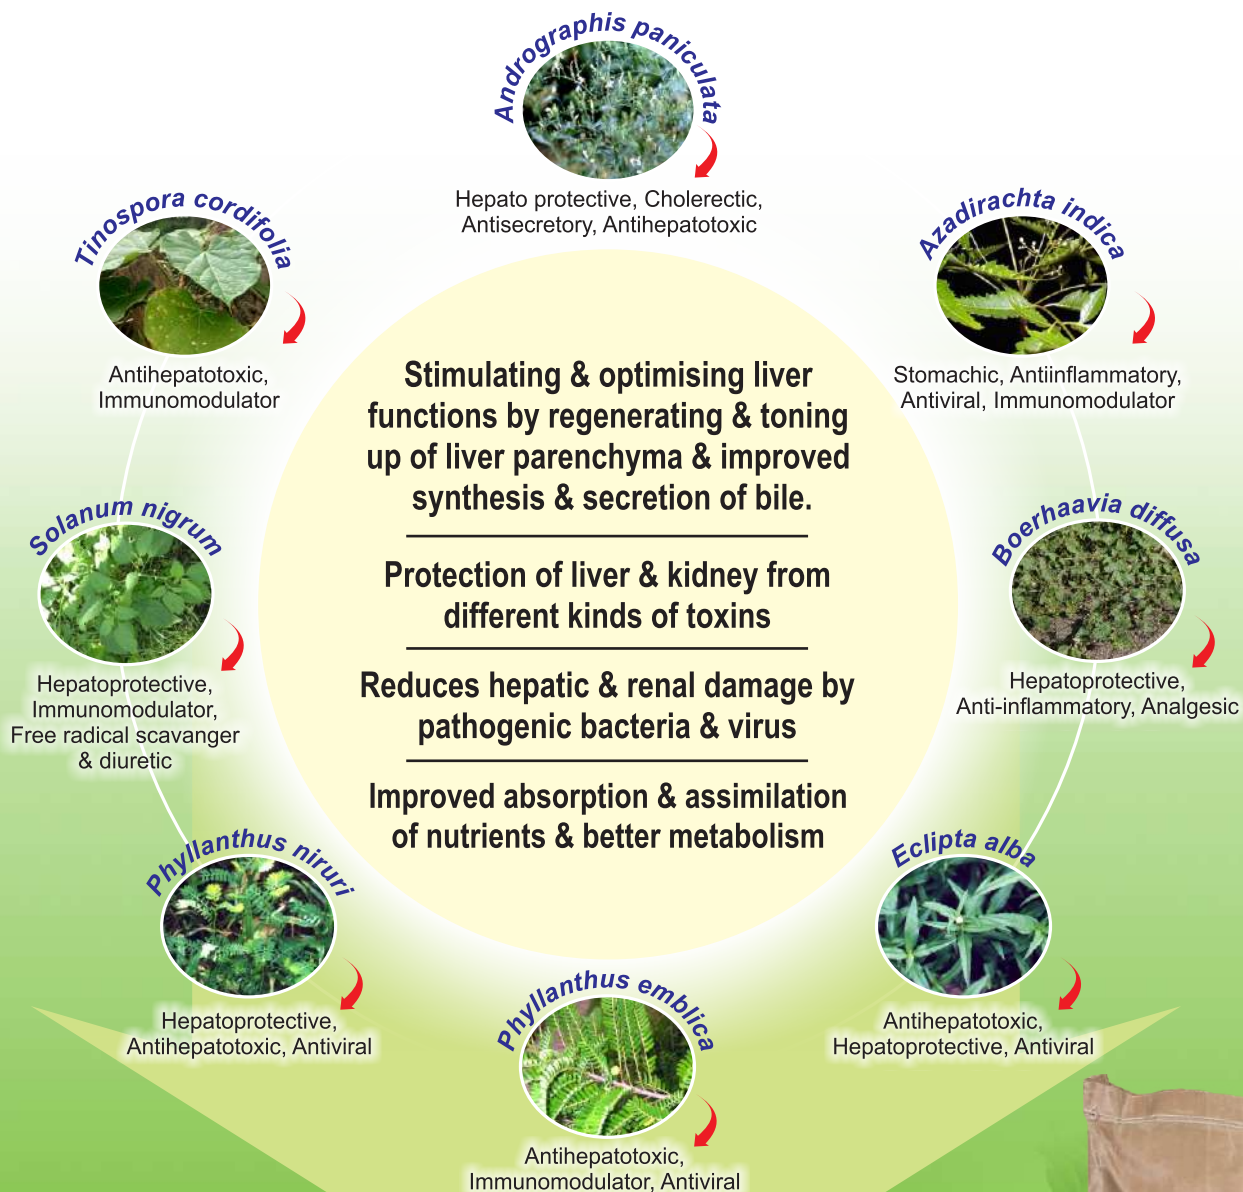 Andrographis paniculata
Hepato protective, Cholerectic,
Antisecretory, Antihepatotoxic
Tinospora cordifolia
Antihepatotoxic,
Immunomodulator
Azadirachta indica
Stomachic, Antiinflammatory,
Antiviral, Immunomodulator
Stimulating & optimising liver
functions by regenerating & toning
up of liver parenchyma & improved
synthesis & secretion of bile.
Protection of liver & kidney from
different kinds of toxins
Reduces hepatic & renal damage by
pathogenic bacteria & virus
Improved absorption & assimilation
of nutrients & better metabolism
Solanum nigrum
Hepatoprotective,
Immunomodulator,
Free radical scavanger
& diuretic
Boerhaavia diffusa
Hepatoprotective,
Anti-inflammatory, Analgesic
Phyllanthus niruri
Hepatoprotective,
Antihepatotoxic, Antiviral
Eclipta alba
Antihepatotoxic,
Hepatoprotective, Antiviral
Phyllanthus emblica
Antihepatotoxic,
Immunomodulator, Antiviral